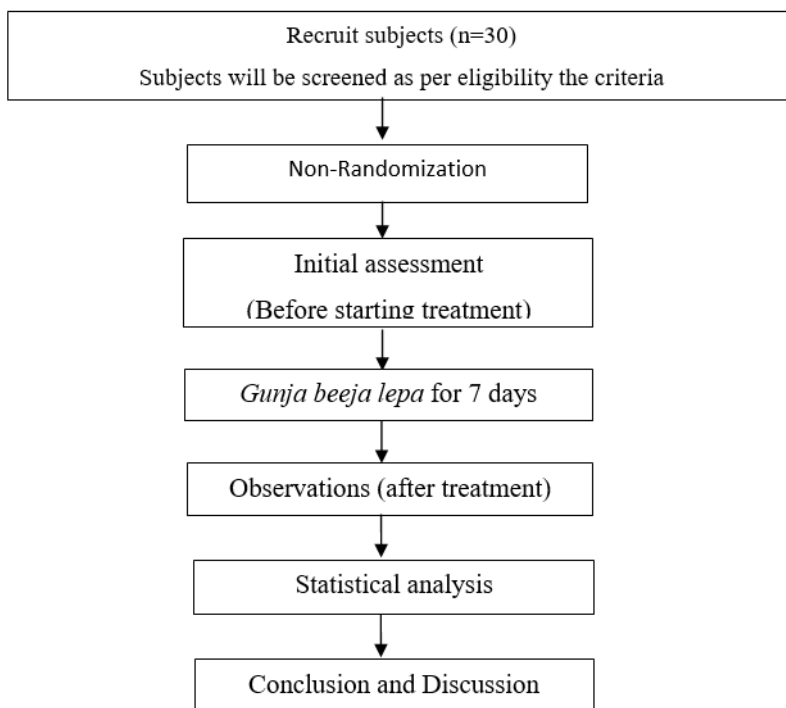 Recruit subjects (n=30)
Subjects will be screened as per eligibility the criteria
Non-Randomization
Initial assessment
(Before starting treatment)
Gunja beeja lepa for 7 days
Observations (after treatment)
Statistical analysis
Conclusion and Discussion